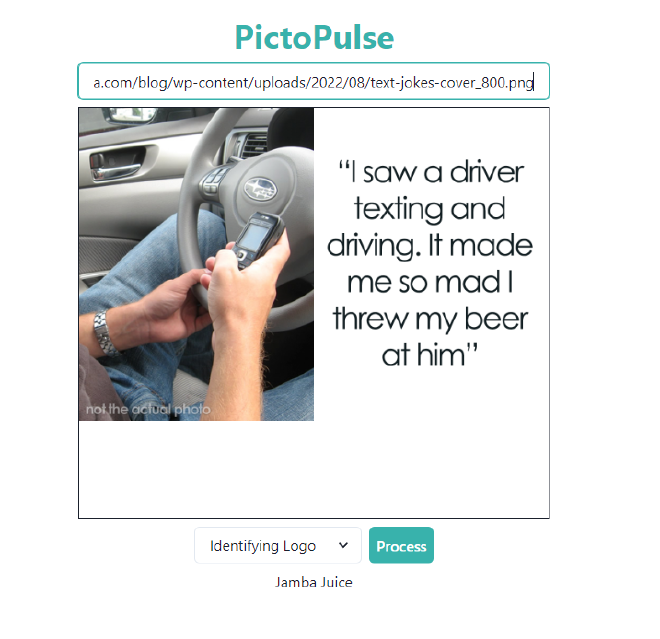 PictoPulse
a.com/blog/wp-content/uploads/2022/08/text-jokes-cover_800.png
“I saw a driver
texting and
driving. It made
me so mad I
threw my beer
at him”
not the actual photo
Identifying Logo
Process
Jamba Juice